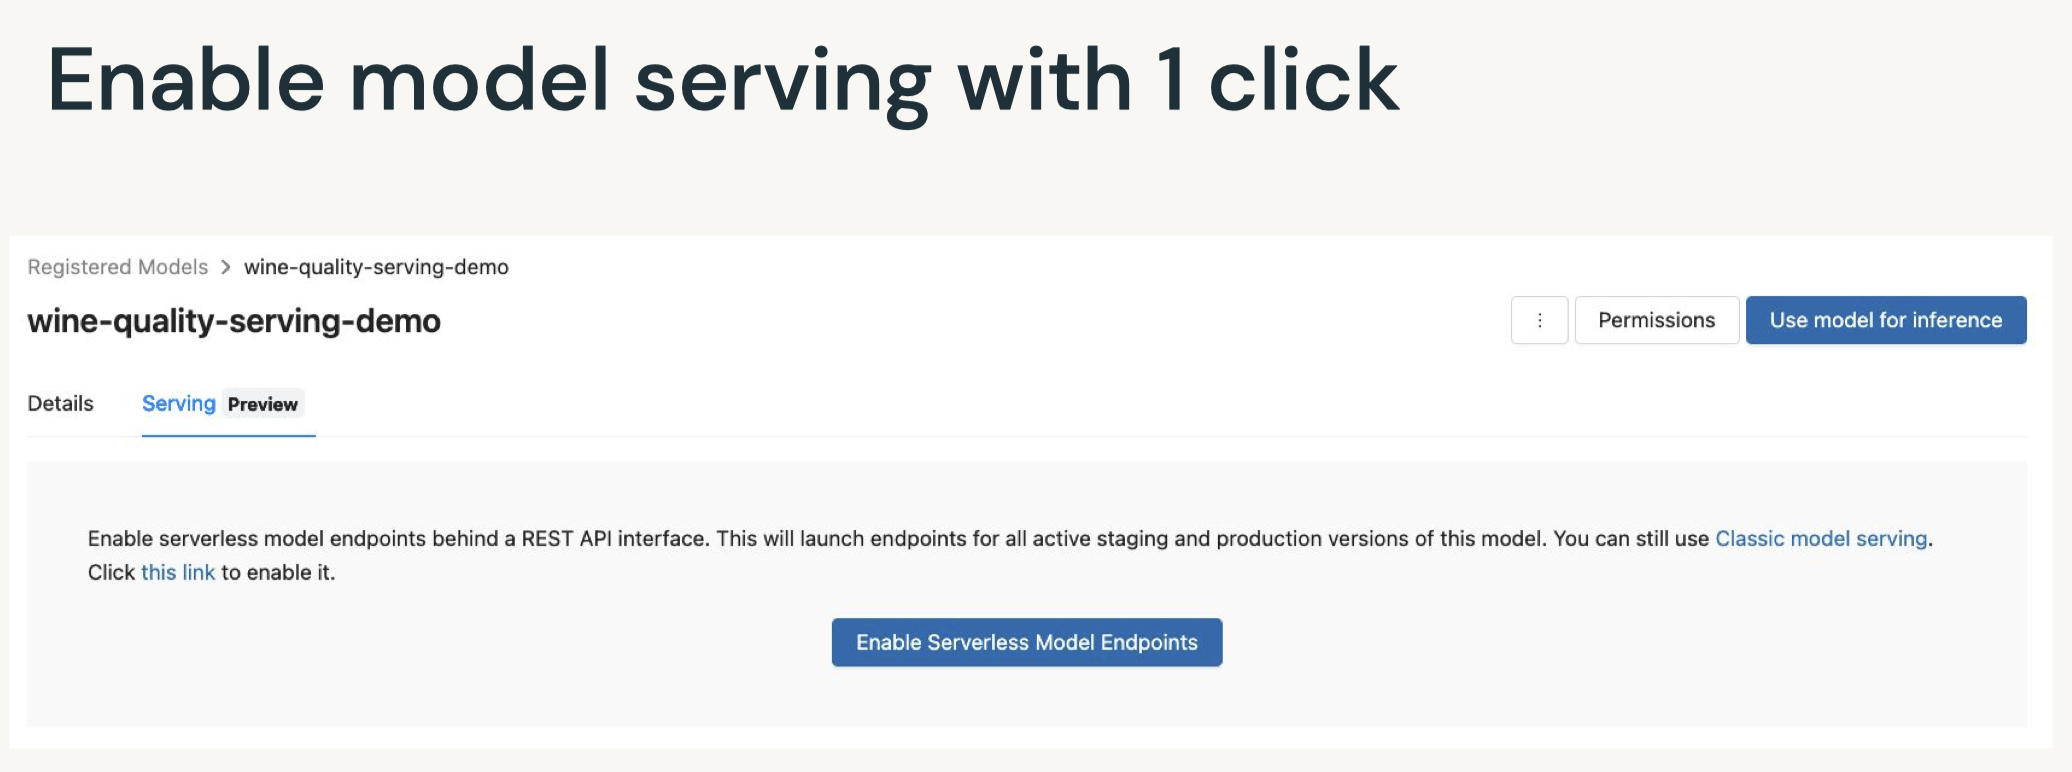 Enable model serving with 1 click
Registered Models > wine-quality-serving-demo
wine-quality-serving-demo
Permissions
Use model for inference
Details
Serving Preview
Enable serverless model endpoints behind a REST API interface. This will launch endpoints for all active staging and production versions of this model. You can still use Classic model serving.
Click this link to enable it.
Enable Serverless Model Endpoints